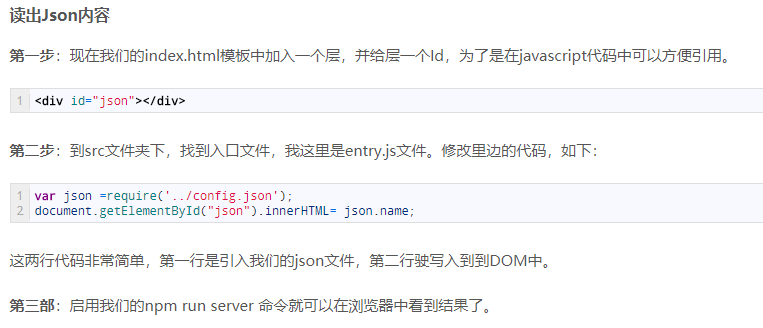 读出Json内容
第一步：现在我们的index.html模板中加入一个层，并给层一个Id，为了是在javascript代码中可以方便引用。
1 <div id="json"></div>
第二步：到src文件夹下，找到入口文件，我这里是entry.js文件。修改里边的代码，如下：
1 var json =require('../config.json');
2 document.getElementById("json").innerHTML= json.name;
这两行代码非常简单，第一行是引入我们的json文件，第二行驶写入到到DOM中。
第三部：启用我们的npm run server 命令就可以在浏览器中看到结果了。